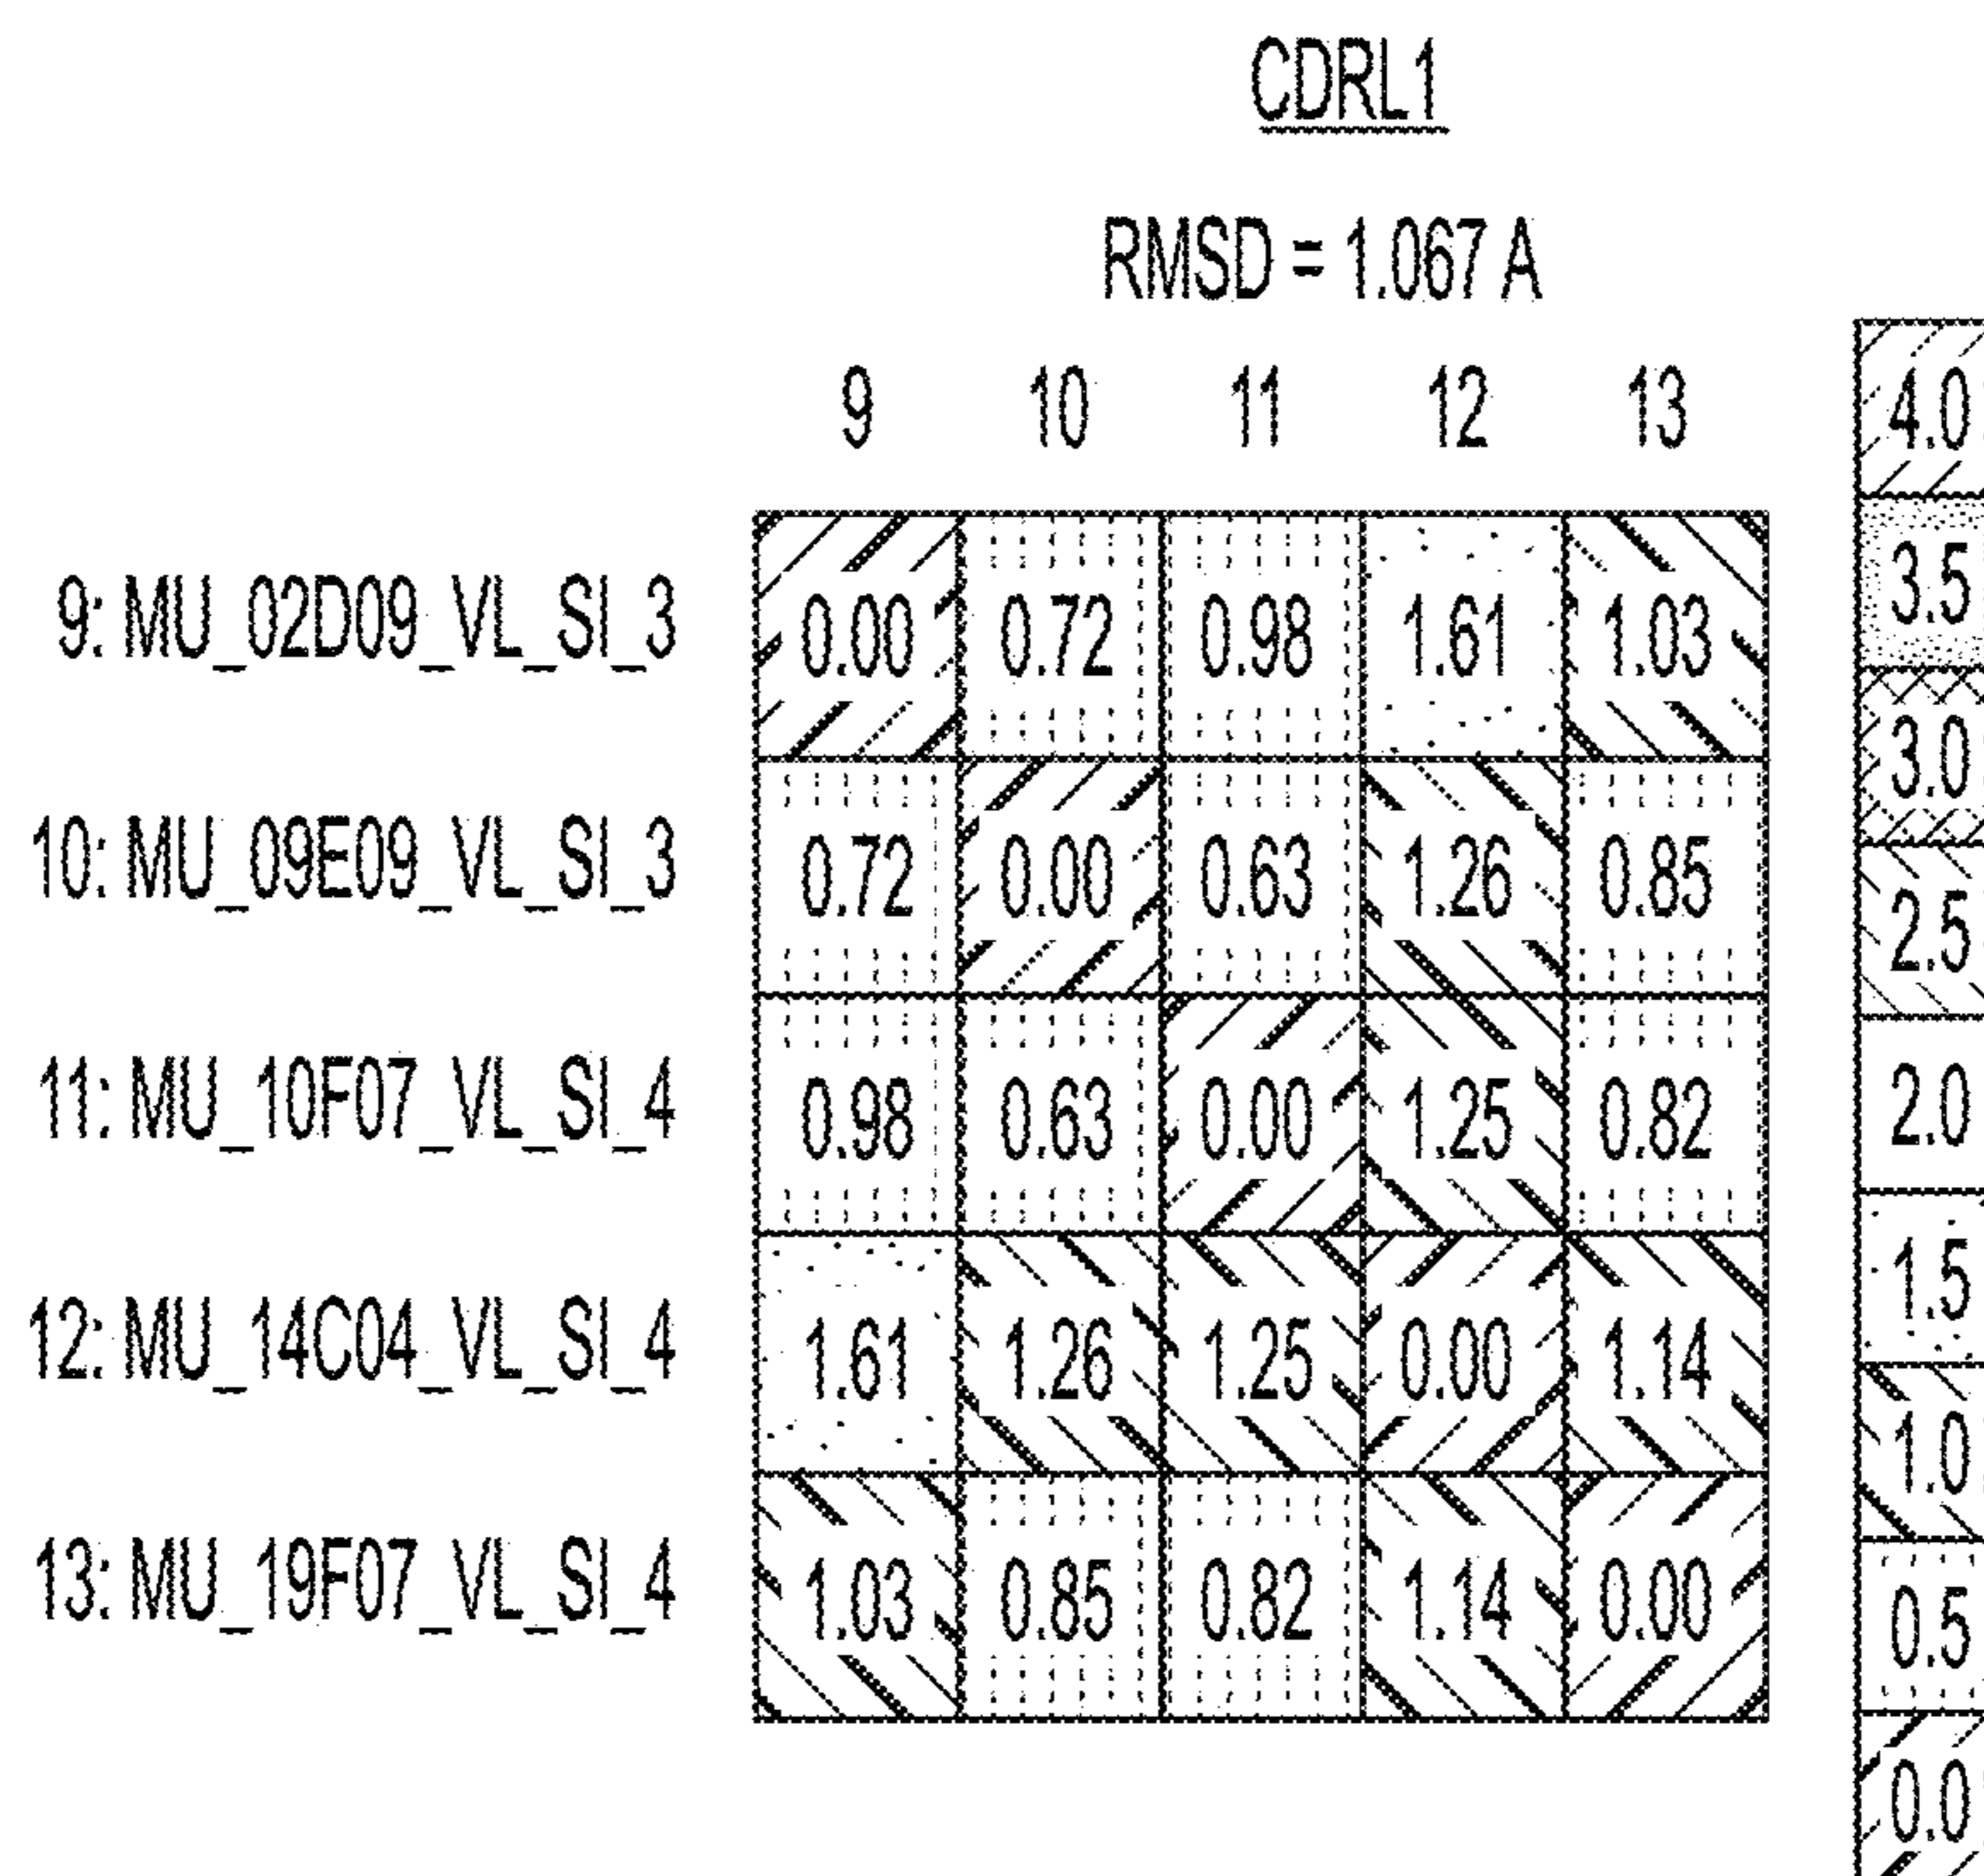 CDRL1
RMSD = 1.067 A
9 10 11 12 13
9: MU_02D09_VL_SI_3 0.00 0.72 0.98 1.61 1.03
10: MU_09E09_VL_SI_3 0.72 0.00 0.63 1.26 0.85
11: MU_10F07_VL_SI_4 0.98 0.63 0.00 1.25 0.82
12: MU_14C04_VL_SI_4 1.61 1.26 1.25 0.00 1.14
13: MU_19F07_VL_SI_4 1.03 0.85 0.82 1.14 0.00
4.0
3.5
3.0
2.5
2.0
1.5
1.0
0.5
0.0